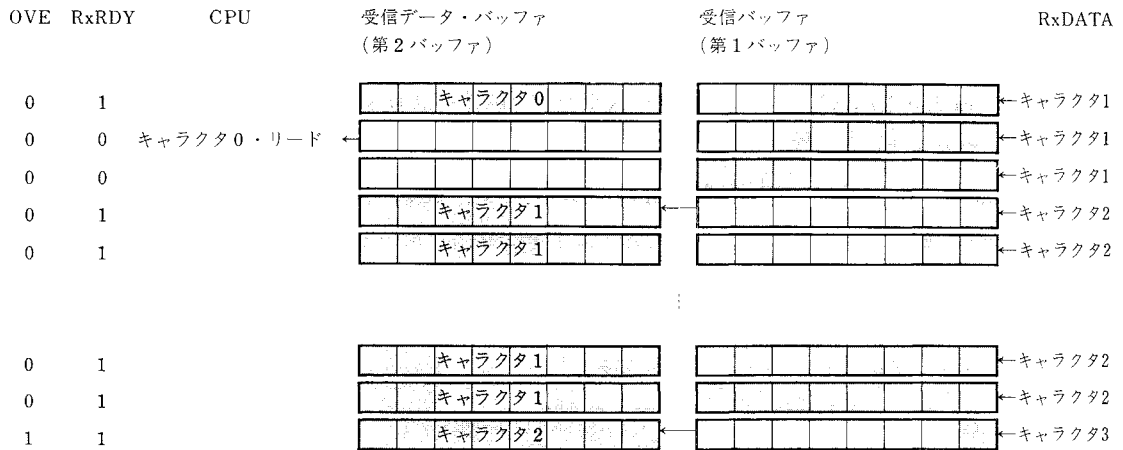 OVE RxRDY CPU 受信データ・バッファ 受信バッファ RxDATA
(第2バッファ) (第1バッファ)
0 1 キャラクタ0 ←キャラクタ1
0 0 キャラクタ0・リード ← ←キャラクタ1
0 0 ←キャラクタ1
0 1 キャラクタ1 ← ←キャラクタ2
0 1 キャラクタ1 ←キャラクタ2
⋮
0 1 キャラクタ1 ←キャラクタ2
0 1 キャラクタ1 ←キャラクタ2
1 1 キャラクタ2 ← ←キャラクタ3